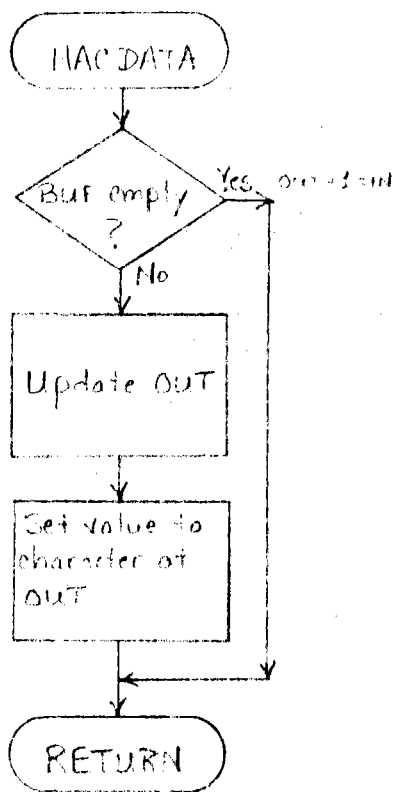 HACDATA
BUF empty
?
Yes
No
Update OUT
Set value to
character at
OUT
RETURN